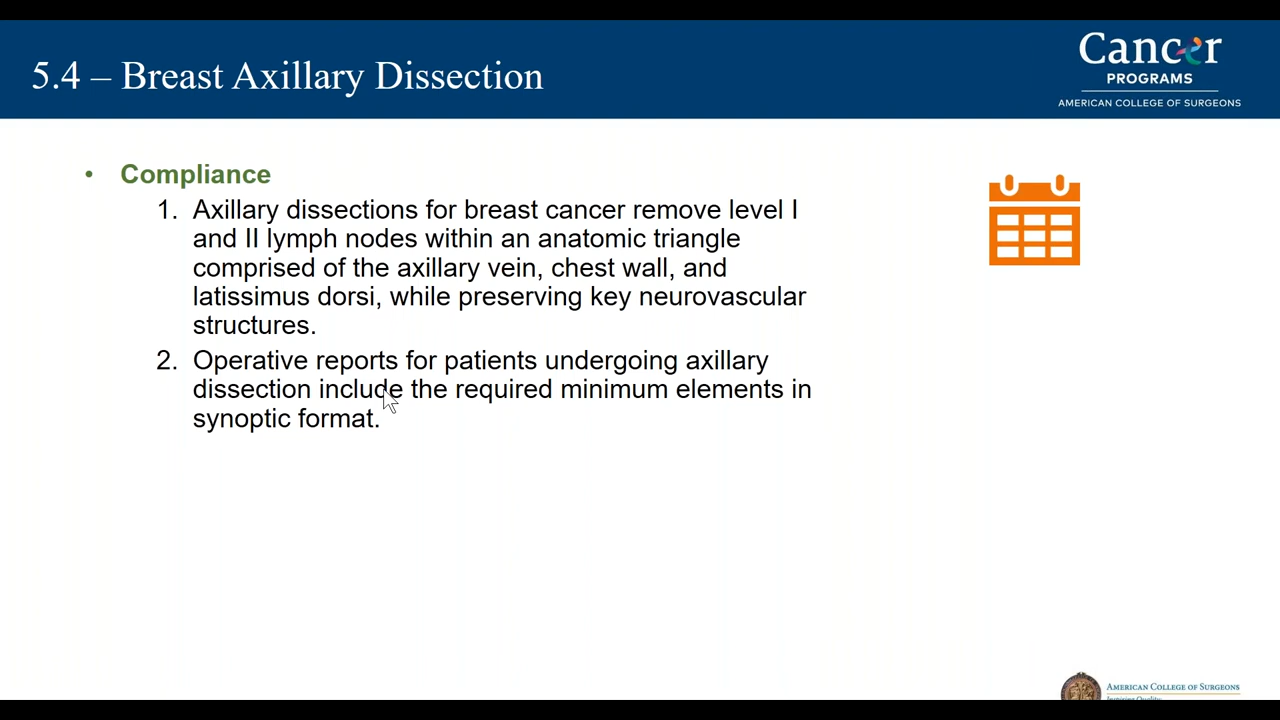 5.4 – Breast Axillary Dissection
Cancer
PROGRAMS
AMERICAN COLLEGE OF SURGEONS
• Compliance
1. Axillary dissections for breast cancer remove level I
and II lymph nodes within an anatomic triangle
comprised of the axillary vein, chest wall, and
latissimus dorsi, while preserving key neurovascular
structures.
2. Operative reports for patients undergoing axillary
dissection include the required minimum elements in
synoptic format.
AMERICAN COLLEGE OF SURGEONS